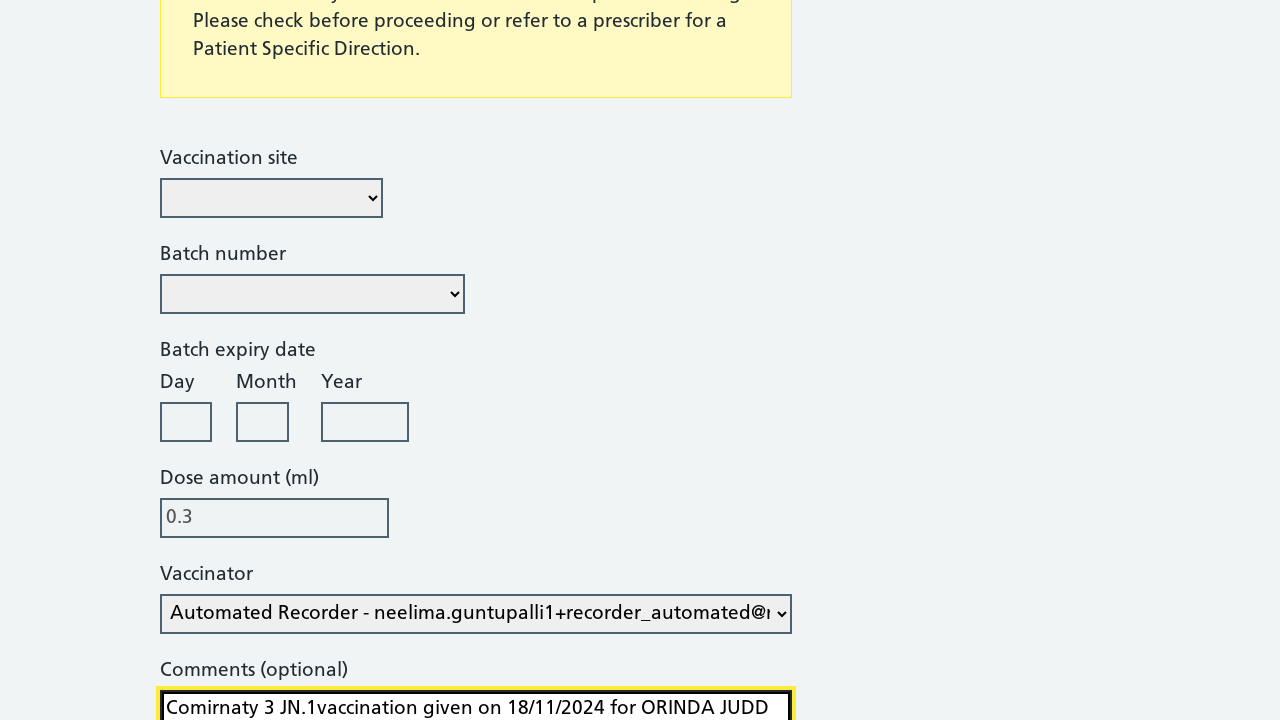 Please check before proceeding or refer to a prescriber for a
Patient Specific Direction.
Vaccination site
Batch number
Batch expiry date
Day Month Year
Dose amount (ml)
0.3
Vaccinator
Automated Recorder - neelima.guntupalli1+recorder_automated@
Comments (optional)
Comirnaty 3 JN.1vaccination given on 18/11/2024 for ORINDA JUDD